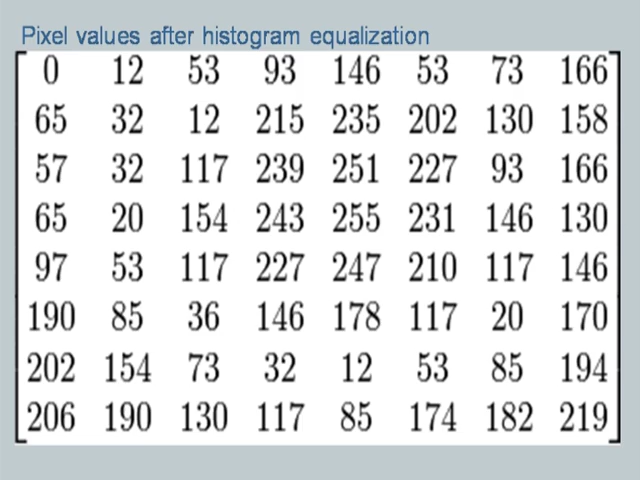 Pixel values after histogram equalization
0 12 53 93 146 53 73 166
65 32 12 215 235 202 130 158
57 32 117 239 251 227 93 166
65 20 154 243 255 231 146 130
97 53 117 227 247 210 117 146
190 85 36 146 178 117 20 170
202 154 73 32 12 53 85 194
206 190 130 117 85 174 182 219